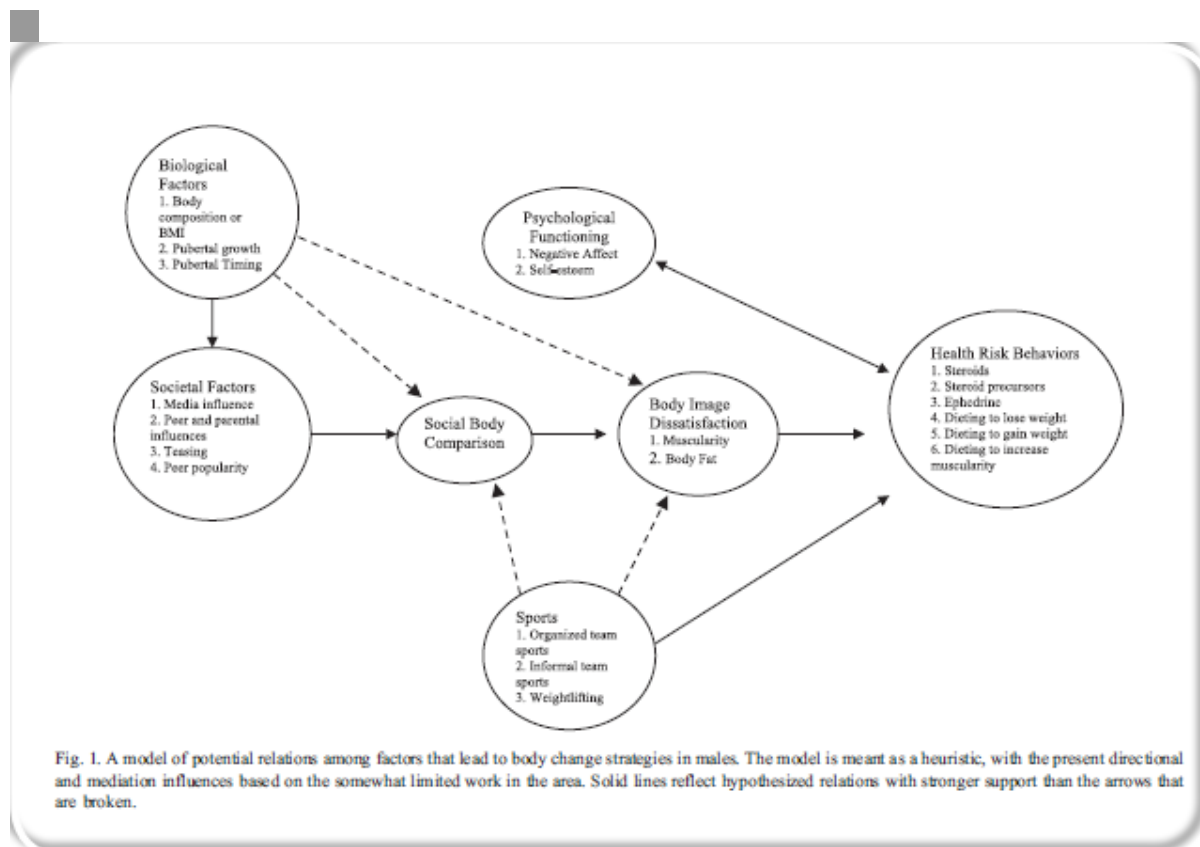 Biological
Factors
1. Body
composition or
BMI
2. Pubertal growth
3. Pubertal Timing
Psychological
Functioning
1. Negative Affect
2. Self-esteem
Health Risk Behaviors
1. Steroids
2. Steroid precursors
3. Ephedrine
4. Dieting to lose weight
5. Dieting to gain weight
6. Dieting to increase
muscularity
Societal Factors
1. Media influence
2. Peer and parental
influences
3. Teasing
4. Peer popularity
Social Body
Comparison
Body Image
Dissatisfaction
1. Muscularity
2. Body Fat
Sports
1. Organized team
sports
2. Informal team
sports
3. Weightlifting
Fig. 1. A model of potential relations among factors that lead to body change strategies in males. The model is meant as a heuristic, with the present directional
and mediation influences based on the somewhat limited work in the area. Solid lines reflect hypothesized relations with stronger support than the arrows that
are broken.